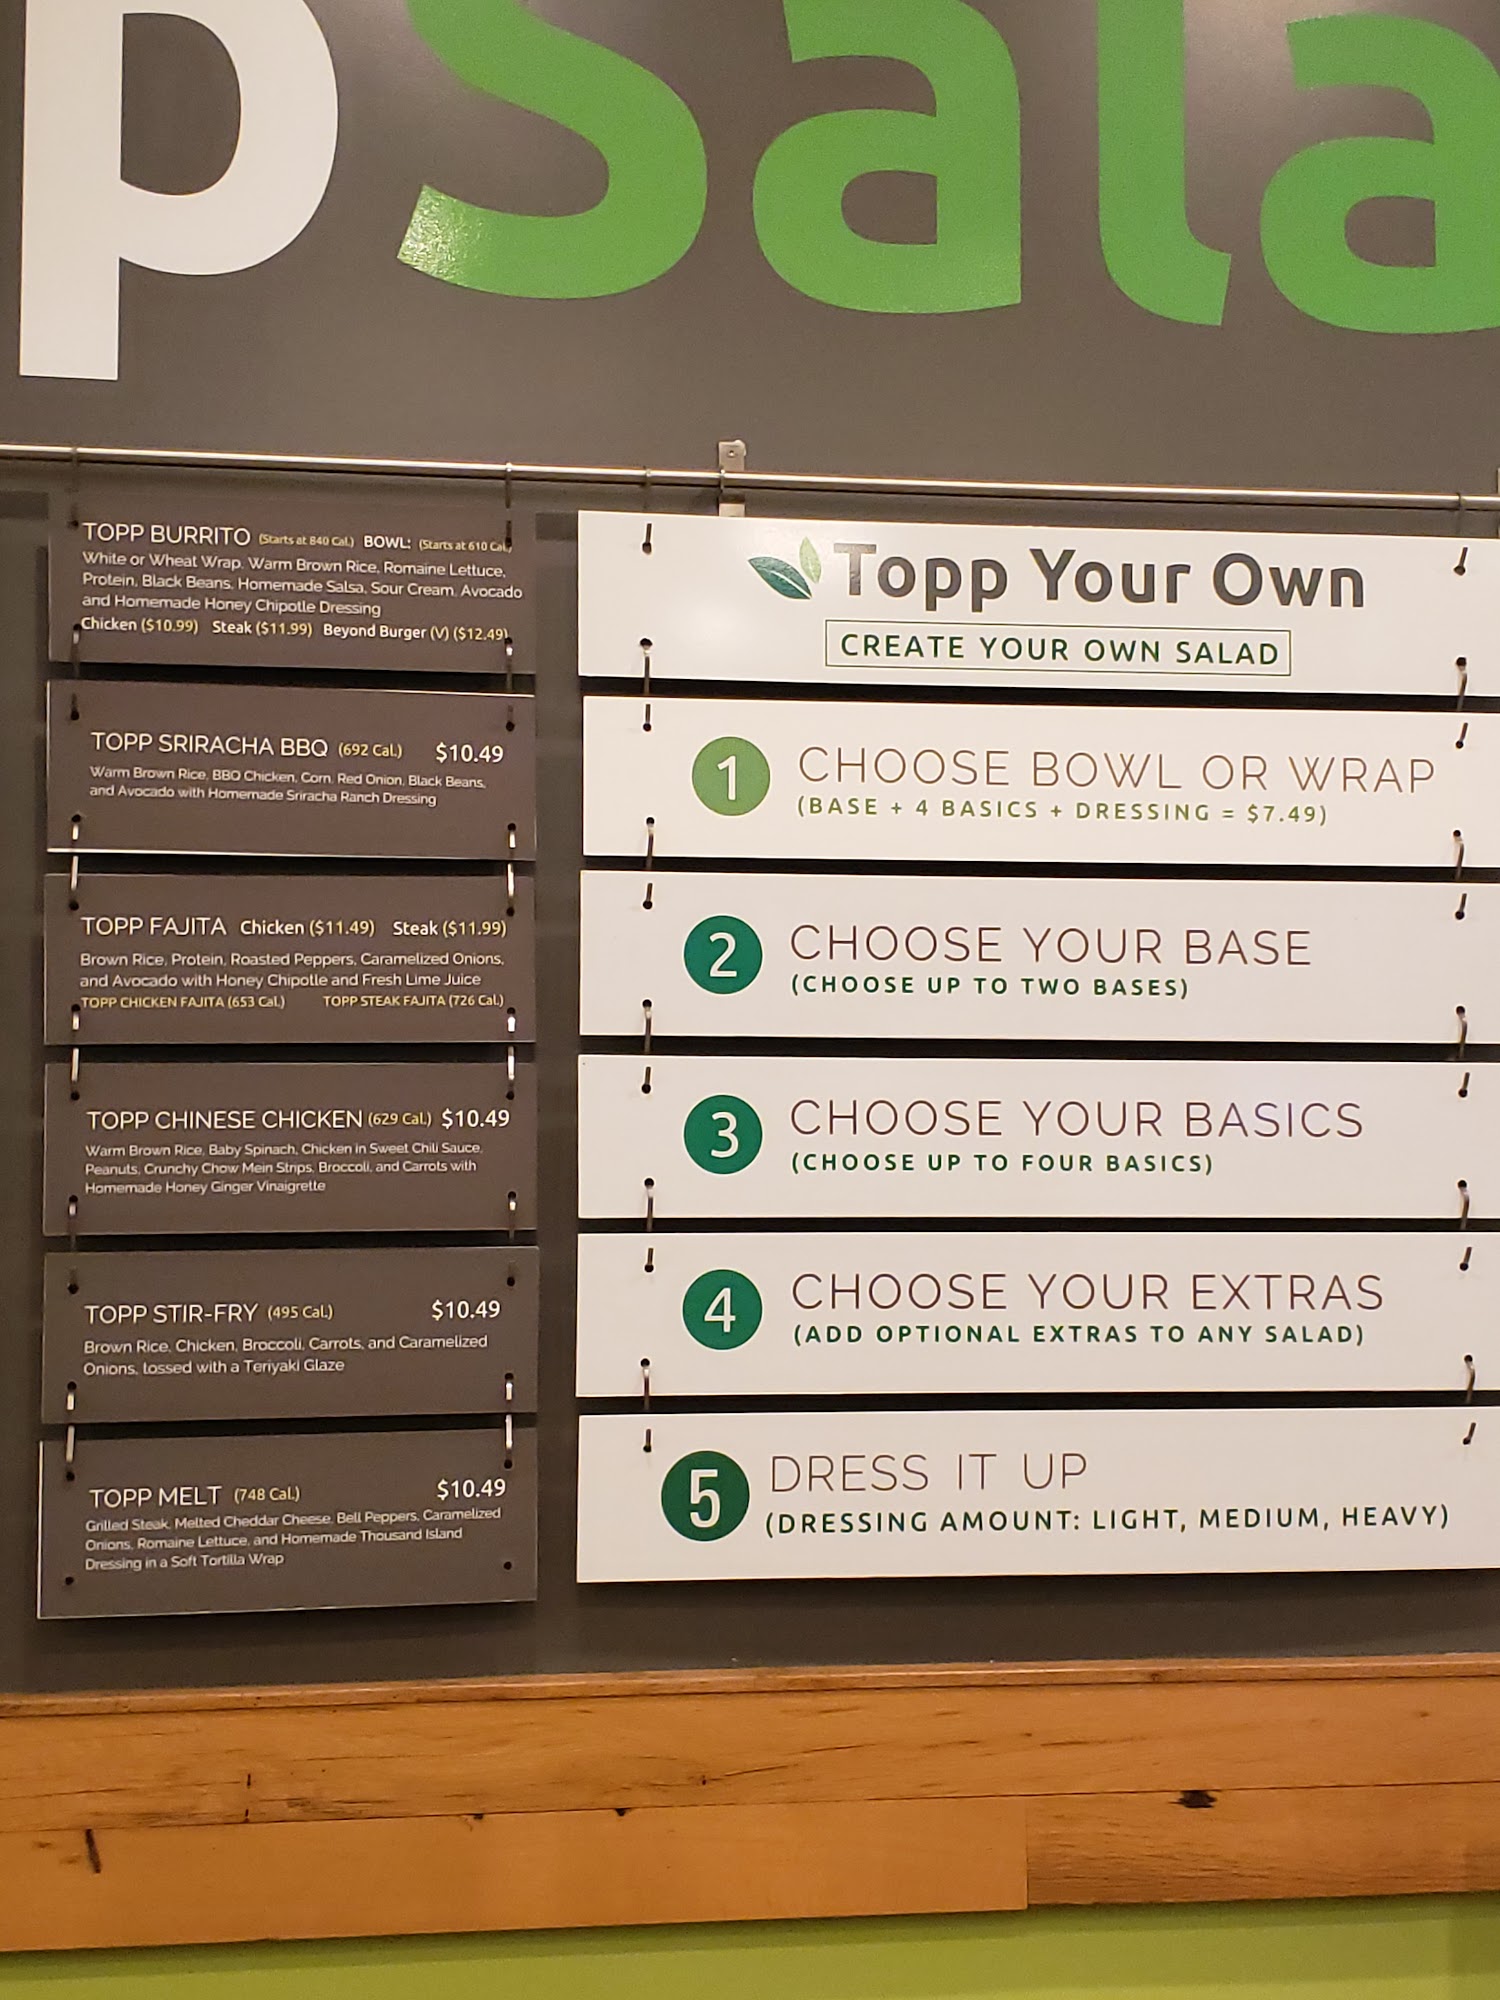 pSala
TOPP BURRITO (Starts at 840 Cal.) BOWL: (Starts at 610 Cal.)
White or Wheat Wrap, Warm Brown Rice, Romaine Lettuce,
Protein, Black Beans, Homemade Salsa, Sour Cream, Avocado
and Homemade Honey Chipotle Dressing
Chicken ($10.99) Steak ($11.99) Beyond Burger (V) ($12.49)
TOPP SRIRACHA BBQ (692 Cal.) $10.49
Warm Brown Rice, BBQ Chicken, Corn, Red Onion, Black Beans,
and Avocado with Homemade Sriracha Ranch Dressing
TOPP FAJITA Chicken ($11.49) Steak ($11.99)
Brown Rice, Protein, Roasted Peppers, Caramelized Onions,
and Avocado with Honey Chipotle and Fresh Lime Juice
TOPP CHICKEN FAJITA (653 Cal.) TOPP STEAK FAJITA (726 Cal.)
TOPP CHINESE CHICKEN (629 Cal.) $10.49
Warm Brown Rice, Baby Spinach, Chicken in Sweet Chili Sauce,
Peanuts, Crunchy Chow Mein Strips, Broccoli, and Carrots with
Homemade Honey Ginger Vinaigrette
TOPP STIR-FRY (495 Cal.) $10.49
Brown Rice, Chicken, Broccoli, Carrots, and Caramelized
Onions, tossed with a Teriyaki Glaze
TOPP MELT (748 Cal.) $10.49
Grilled Steak, Melted Cheddar Cheese, Bell Peppers, Caramelized
Onions, Romaine Lettuce, and Homemade Thousand Island
Dressing in a Soft Tortilla Wrap
Topp Your Own
CREATE YOUR OWN SALAD
1 CHOOSE BOWL OR WRAP
(BASE + 4 BASICS + DRESSING = $7.49)
2 CHOOSE YOUR BASE
(CHOOSE UP TO TWO BASES)
3 CHOOSE YOUR BASICS
(CHOOSE UP TO FOUR BASICS)
4 CHOOSE YOUR EXTRAS
(ADD OPTIONAL EXTRAS TO ANY SALAD)
5 DRESS IT UP
(DRESSING AMOUNT: LIGHT, MEDIUM, HEAVY)